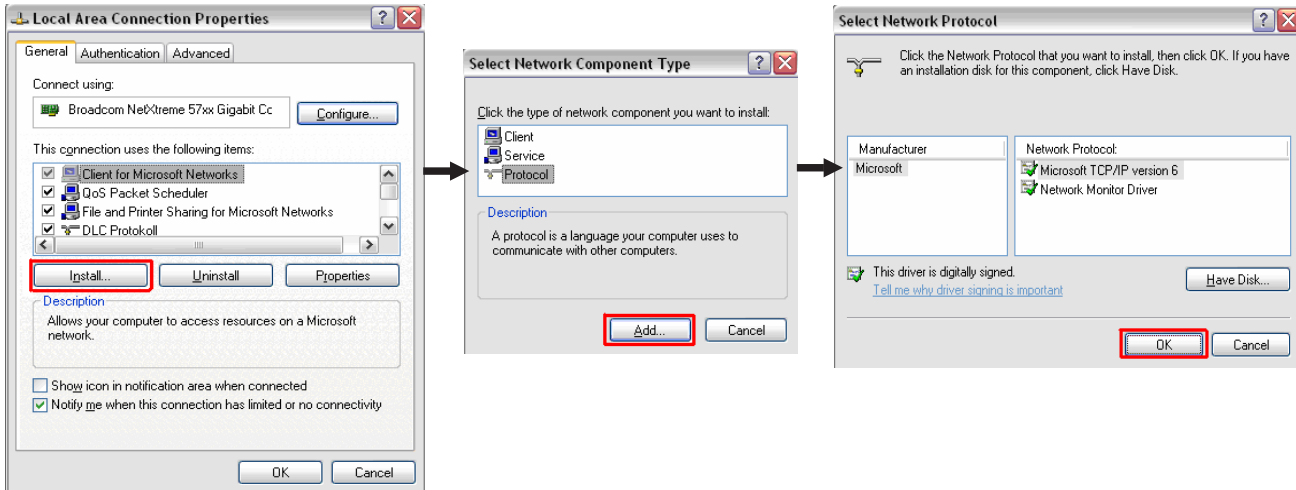 Local Area Connection Properties
General
Authentication
Advanced
Connect using:
Broadcom NetXtreme 57xx Gigabit Cc
Configure...
This connection uses the following items:
Client for Microsoft Networks
QoS Packet Scheduler
File and Printer Sharing for Microsoft Networks
DLC Protokoll
Install...
Uninstall
Properties
Description
Allows your computer to access resources on a Microsoft
network.
Show icon in notification area when connected
Notify me when this connection has limited or no connectivity
OK
Cancel
Select Network Component Type
Click the type of network component you want to install:
Client
Service
Protocol
Description
A protocol is a language your computer uses to
communicate with other computers.
Add...
Cancel
Select Network Protocol
Click the Network Protocol that you want to install, then click OK. If you have
an installation disk for this component, click Have Disk.
Manufacturer
Microsoft
Network Protocol:
Microsoft TCP/IP version 6
Network Monitor Driver
This driver is digitally signed.
Tell me why driver signing is important
Have Disk...
OK
Cancel